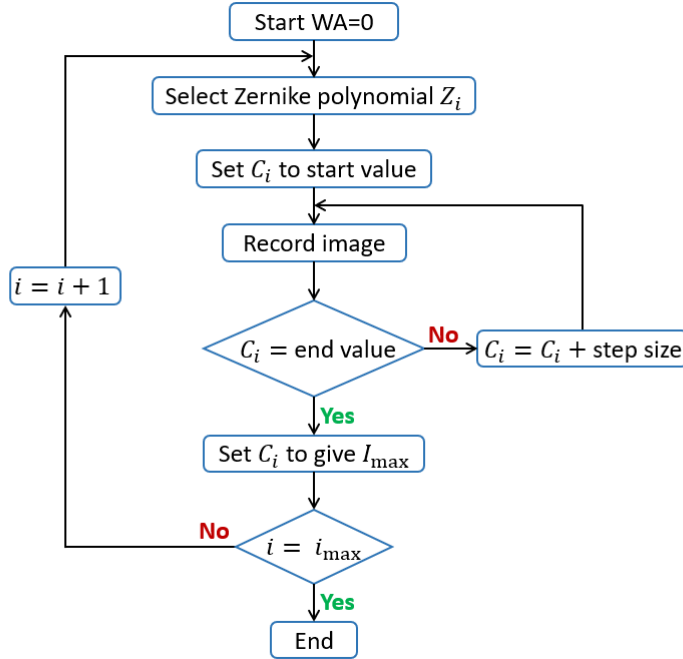 Start WA=0
Select Zernike polynomial Z_i
Set C_i to start value
Record image
i = i + 1
C_i = end value
No
C_i = C_i + step size
Yes
Set C_i to give I_max
No
i = i_max
Yes
End